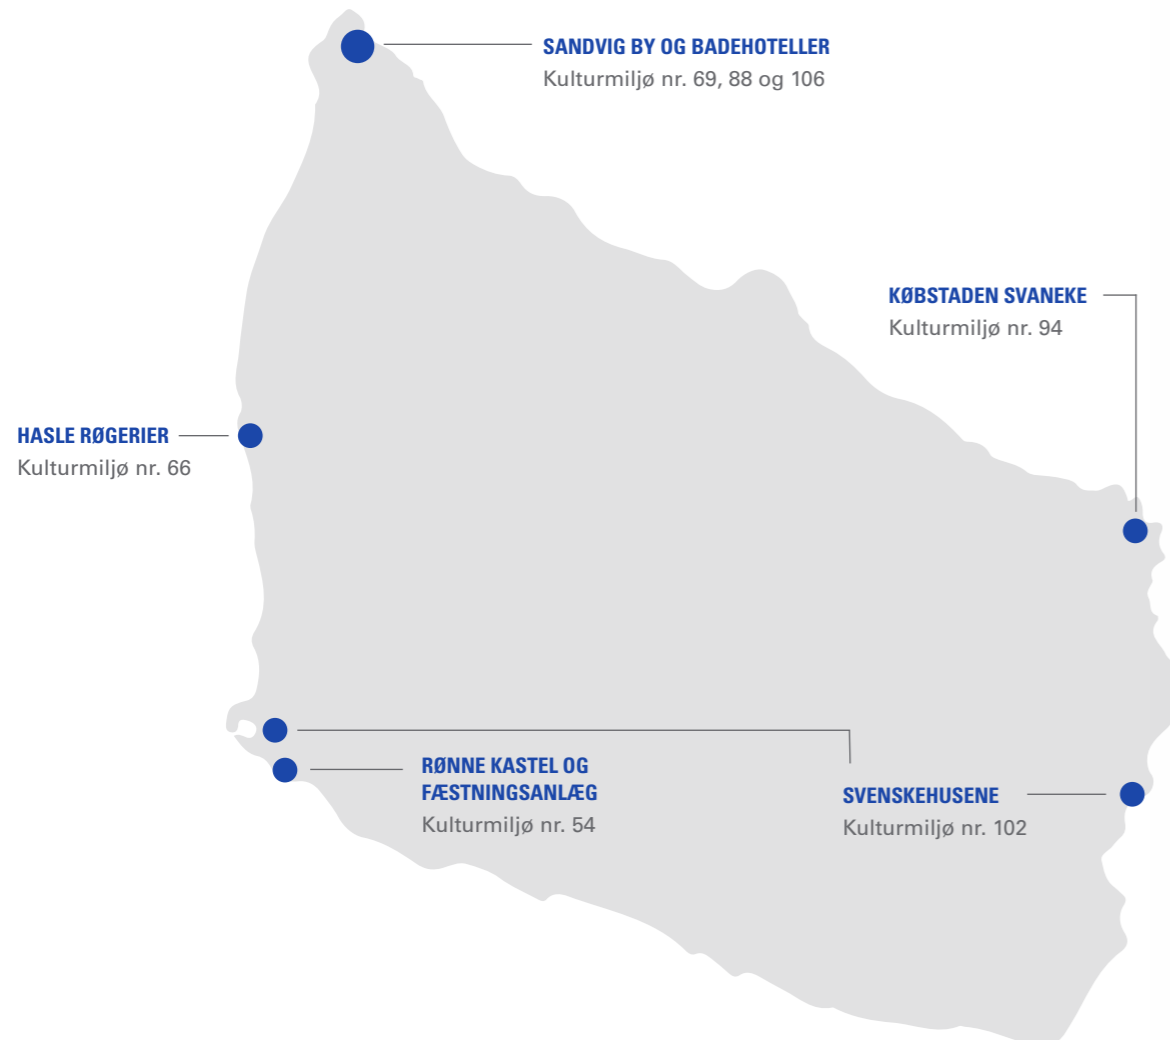 SANDVIG BY OG BADEHOTELLER
Kulturmiljø nr. 69, 88 og 106
KØBSTADEN SVANEKE
Kulturmiljø nr. 94
HASLE RØGERIER
Kulturmiljø nr. 66
RØNNE KASTEL OG
FÆSTNINGSANLÆG
Kulturmiljø nr. 54
SVENSKEHUSENE
Kulturmiljø nr. 102